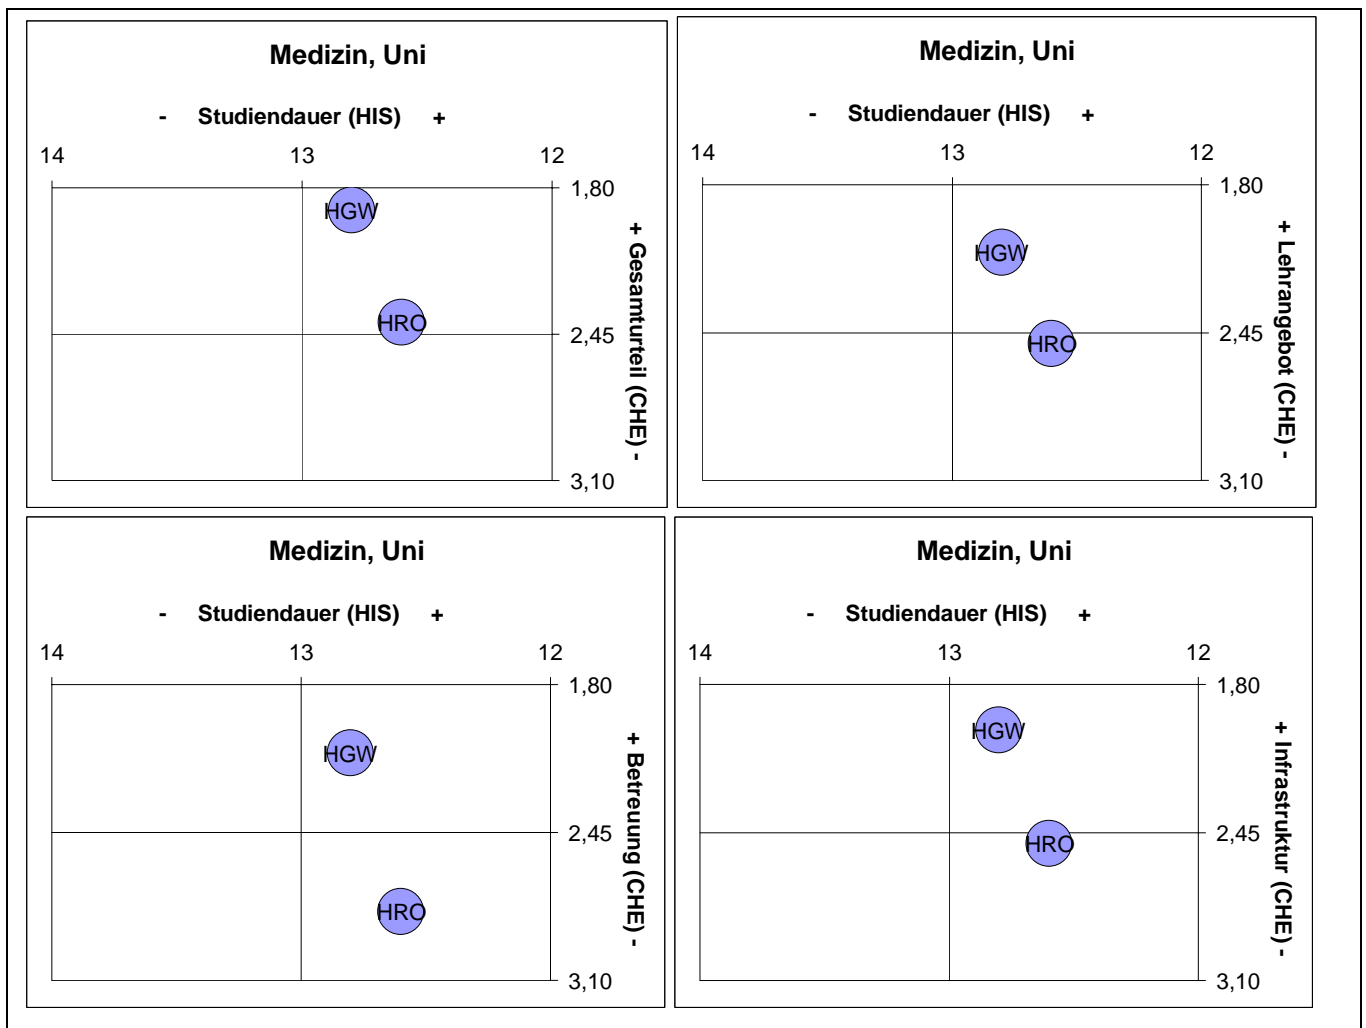 Medizin, Uni
- Studiendauer (HIS) +
14 13 12
1,80
HGW
HRO
2,45
3,10
+ Gesamturteil (CHE) -
Medizin, Uni
- Studiendauer (HIS) +
14 13 12
1,80
HGW
2,45
HRO
3,10
+ Lehrangebot (CHE) -
Medizin, Uni
- Studiendauer (HIS) +
14 13 12
1,80
HGW
2,45
HRO
3,10
+ Betreuung (CHE) -
Medizin, Uni
- Studiendauer (HIS) +
14 13 12
1,80
HGW
2,45
HRO
3,10
+ Infrastruktur (CHE) -